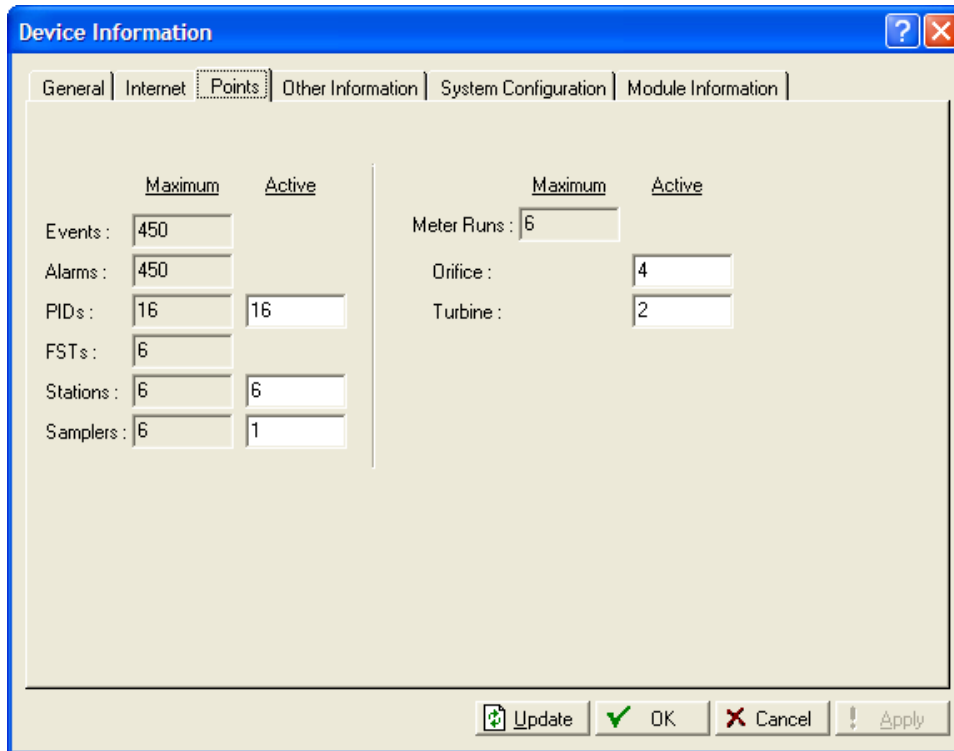 Device Information
General Internet Points Other Information System Configuration Module Information
Maximum Active
Events : 450
Alarms : 450
PIDs : 16 16
FSTs : 6
Stations : 6 6
Samplers : 6 1
Maximum Active
Meter Runs : 6
Orifice : 4
Turbine : 2
Update OK Cancel Apply